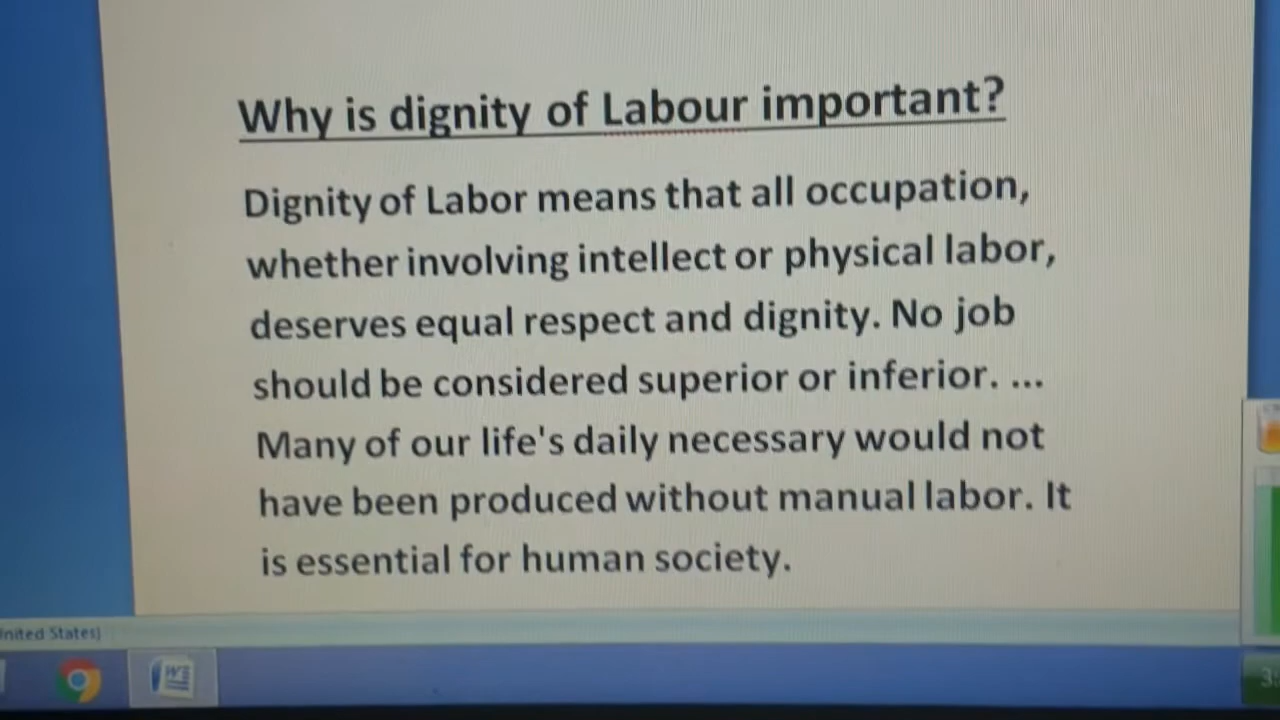 Why is dignity of Labour important?
Dignity of Labor means that all occupation,
whether involving intellect or physical labor,
deserves equal respect and dignity. No job
should be considered superior or inferior. ...
Many of our life's daily necessary would not
have been produced without manual labor. It
is essential for human society.
United States)
W